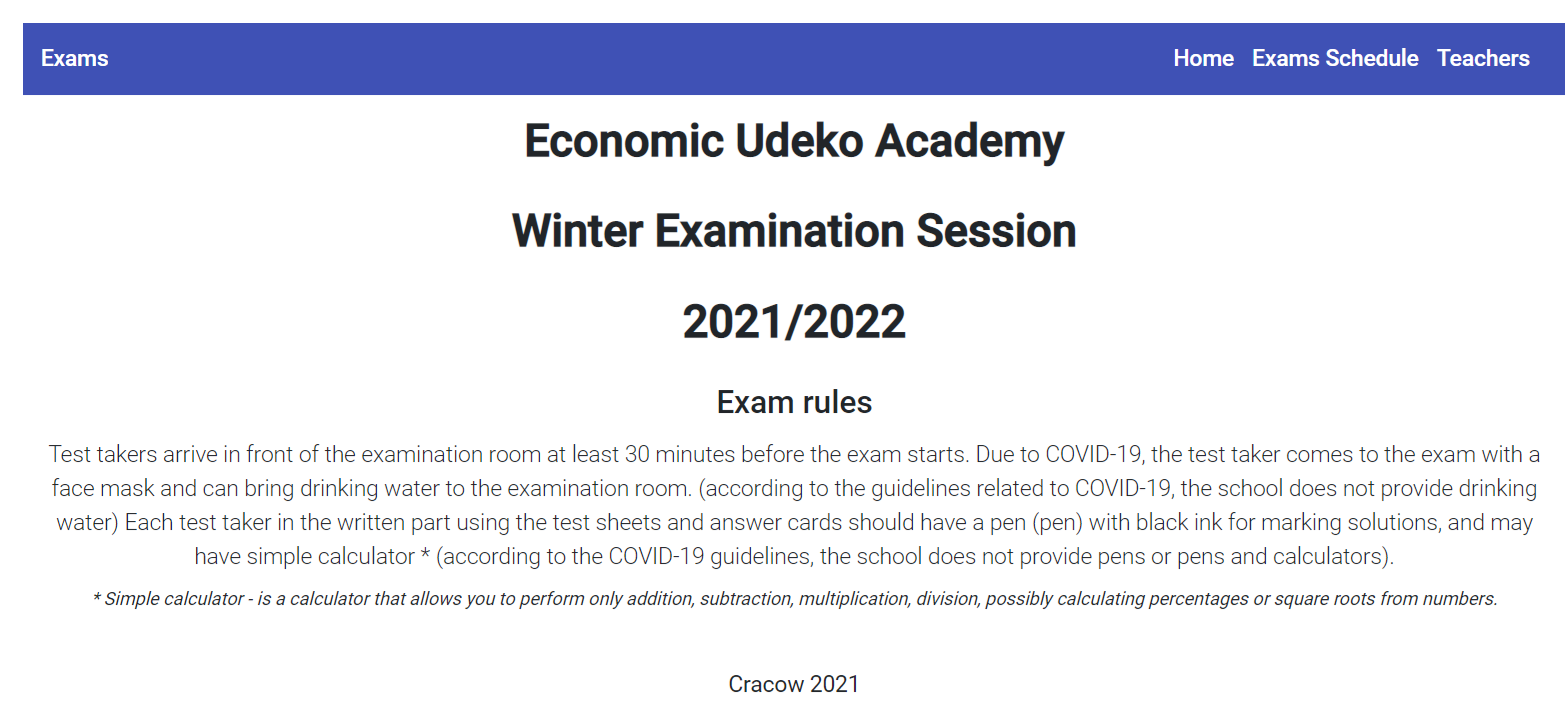 Exams Home Exams Schedule Teachers
Economic Udeko Academy
Winter Examination Session
2021/2022
Exam rules
Test takers arrive in front of the examination room at least 30 minutes before the exam starts. Due to COVID-19, the test taker comes to the exam with a
face mask and can bring drinking water to the examination room. (according to the guidelines related to COVID-19, the school does not provide drinking
water) Each test taker in the written part using the test sheets and answer cards should have a pen (pen) with black ink for marking solutions, and may
have simple calculator * (according to the COVID-19 guidelines, the school does not provide pens or pens and calculators).
* Simple calculator - is a calculator that allows you to perform only addition, subtraction, multiplication, division, possibly calculating percentages or square roots from numbers.
Cracow 2021